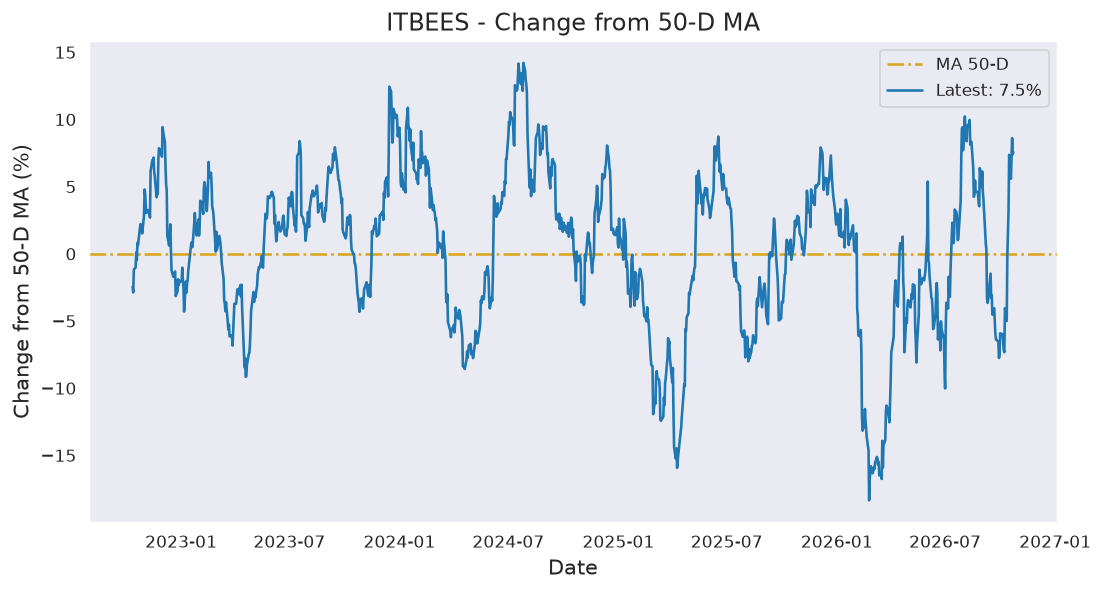 ITBEES - Change from 50-D MA
MA 50-D
Latest: 7.5%
Change from 50-D MA (%)
15
10
5
0
−5
−10
−15
2023-01 2023-07 2024-01 2024-07 2025-01 2025-07 2026-01 2026-07 2027-01
Date